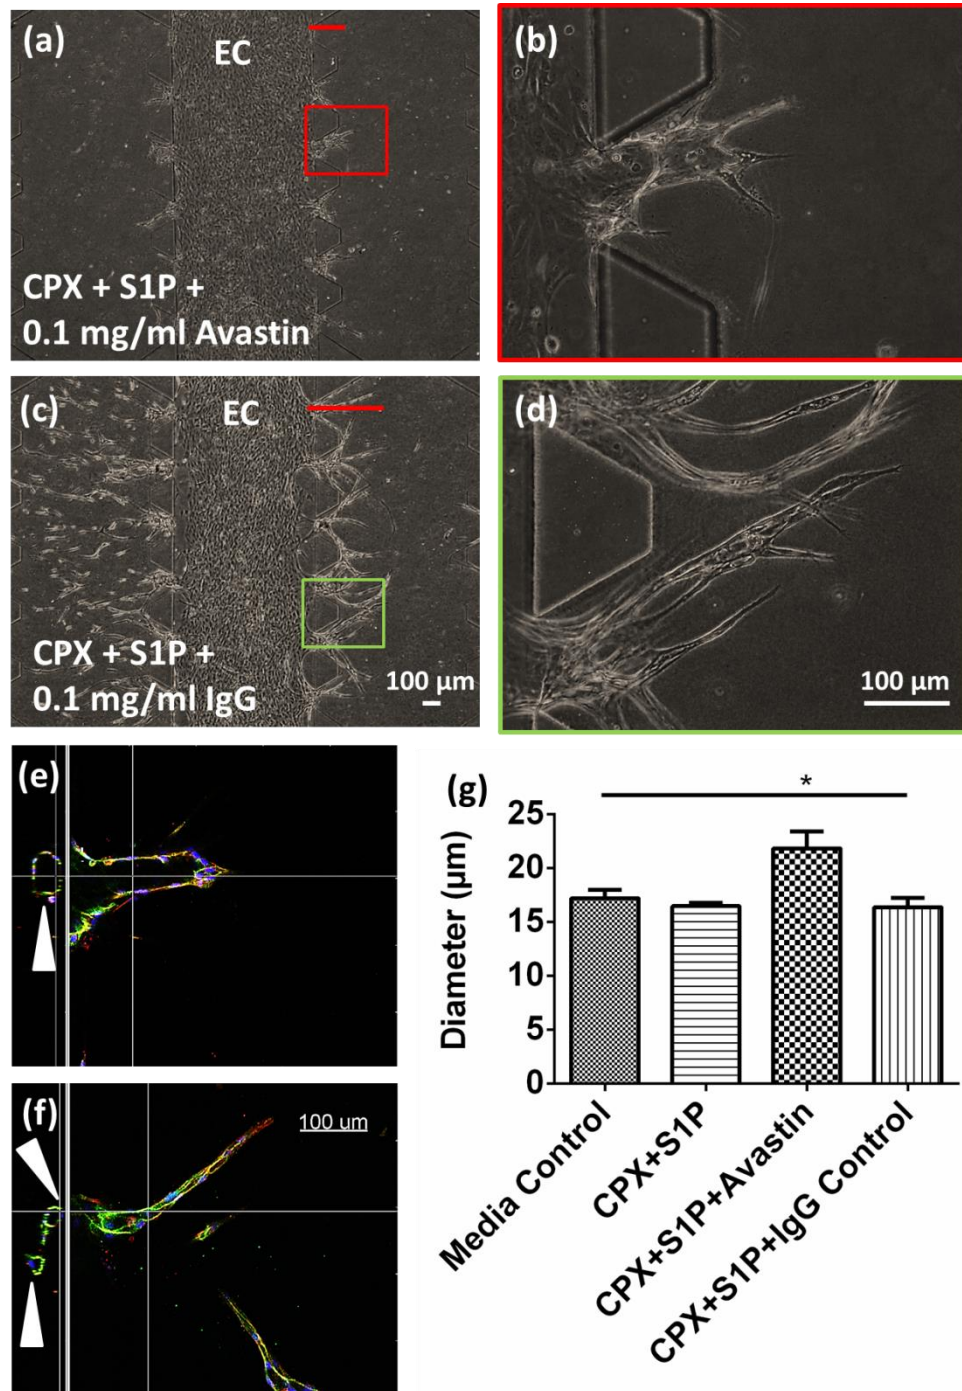 (a)
EC
CPX + S1P +
0.1 mg/ml Avastin
(b)
(c)
EC
CPX + S1P +
0.1 mg/ml IgG
100 µm
(d)
100 µm
(e)
(f)
100 um
(g)
*
Diameter (µm)
25
20
15
10
5
0
Media Control
CPX+S1P
CPX+S1P+Avastin
CPX+S1P+IgG Control